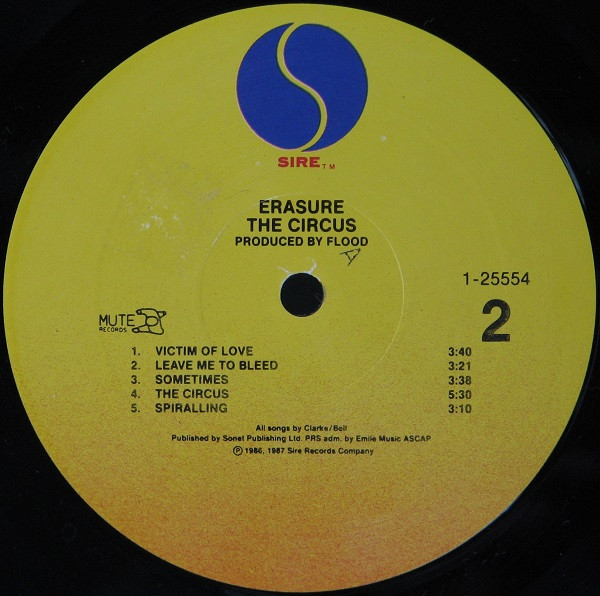 SIRE TM
ERASURE
THE CIRCUS
PRODUCED BY FLOOD
1-25554
2
MUTE
RECORDS
1. VICTIM OF LOVE 3:40
2. LEAVE ME TO BLEED 3:21
3. SOMETIMES 3:38
4. THE CIRCUS 5:30
5. SPIRALLING 3:10
All songs by Clarke/Bell
Published by Sonet Publishing Ltd. PRS adm. by Emile Music ASCAP
Ⓟ 1986, 1987 Sire Records Company